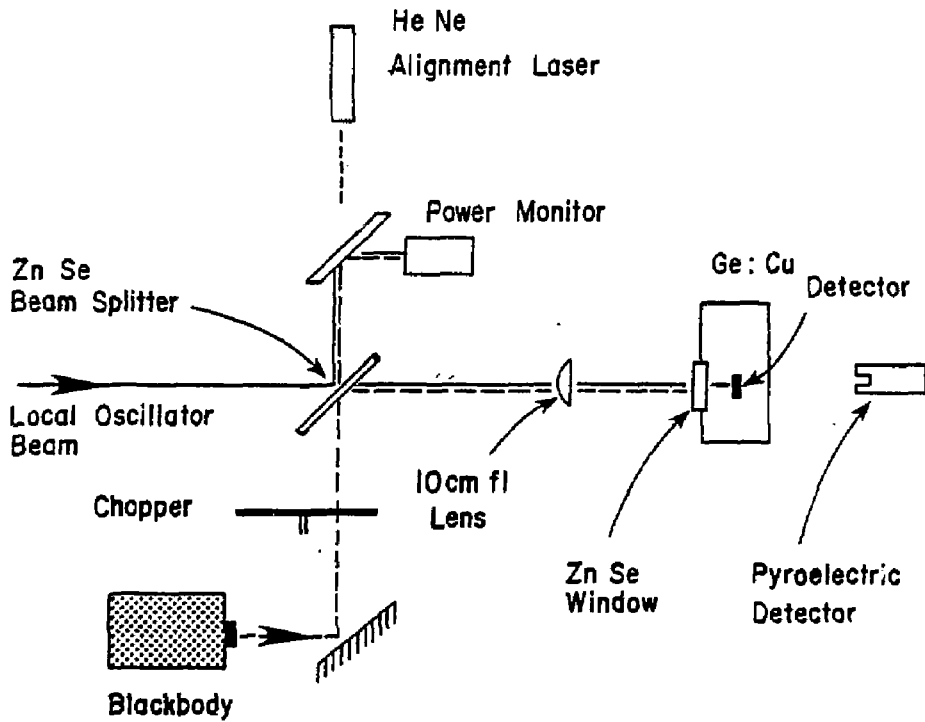 He Ne
Alignment Laser
Power Monitor
Zn Se
Beam Splitter
Ge: Cu
Detector
Local Oscillator
Beam
10cm fl
Lens
Chopper
Zn Se
Window
Pyroelectric
Detector
Blackbody